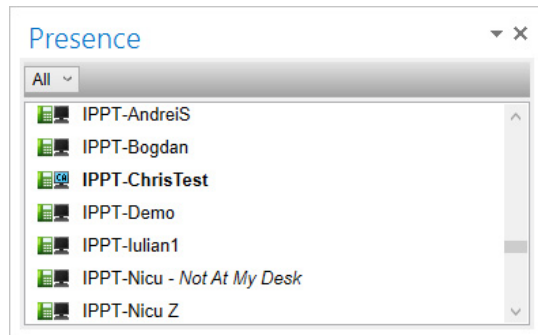 Presence
All
IPPT-AndreiS
IPPT-Bogdan
CA IPPT-ChrisTest
IPPT-Demo
IPPT-Iulian1
IPPT-Nicu - Not At My Desk
IPPT-Nicu Z